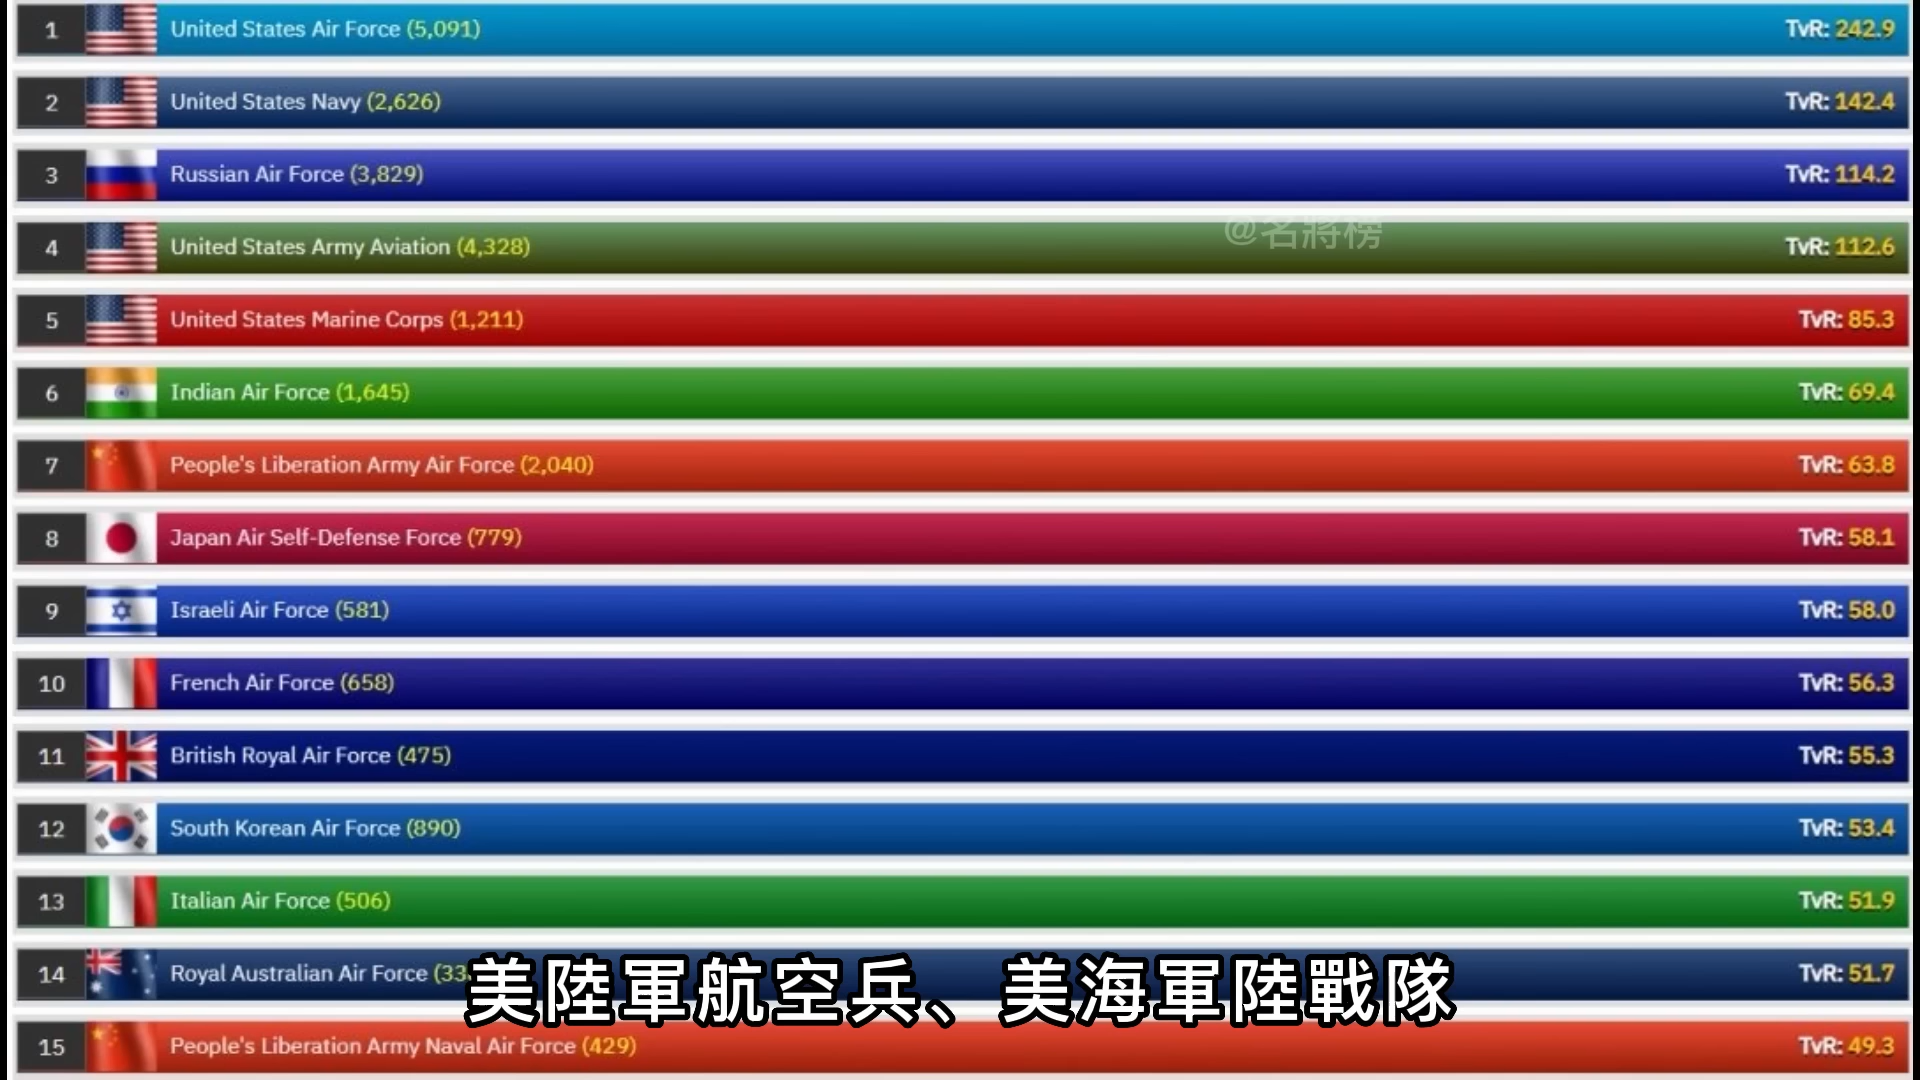 1 United States Air Force (5,091) TvR: 242.9
2 United States Navy (2,626) TvR: 142.4
3 Russian Air Force (3,829) TvR: 114.2
@名將榜
4 United States Army Aviation (4,328) TvR: 112.6
5 United States Marine Corps (1,211) TvR: 85.3
6 Indian Air Force (1,645) TvR: 69.4
7 People's Liberation Army Air Force (2,040) TvR: 63.8
8 Japan Air Self-Defense Force (779) TvR: 58.1
9 Israeli Air Force (581) TvR: 58.0
10 French Air Force (658) TvR: 56.3
11 British Royal Air Force (475) TvR: 55.3
12 South Korean Air Force (890) TvR: 53.4
13 Italian Air Force (506) TvR: 51.9
14 Royal Australian Air Force TvR: 51.7
美陸軍航空兵、美海軍陸戰隊
15 People's Liberation Army Naval Air Force (429) TvR: 49.3